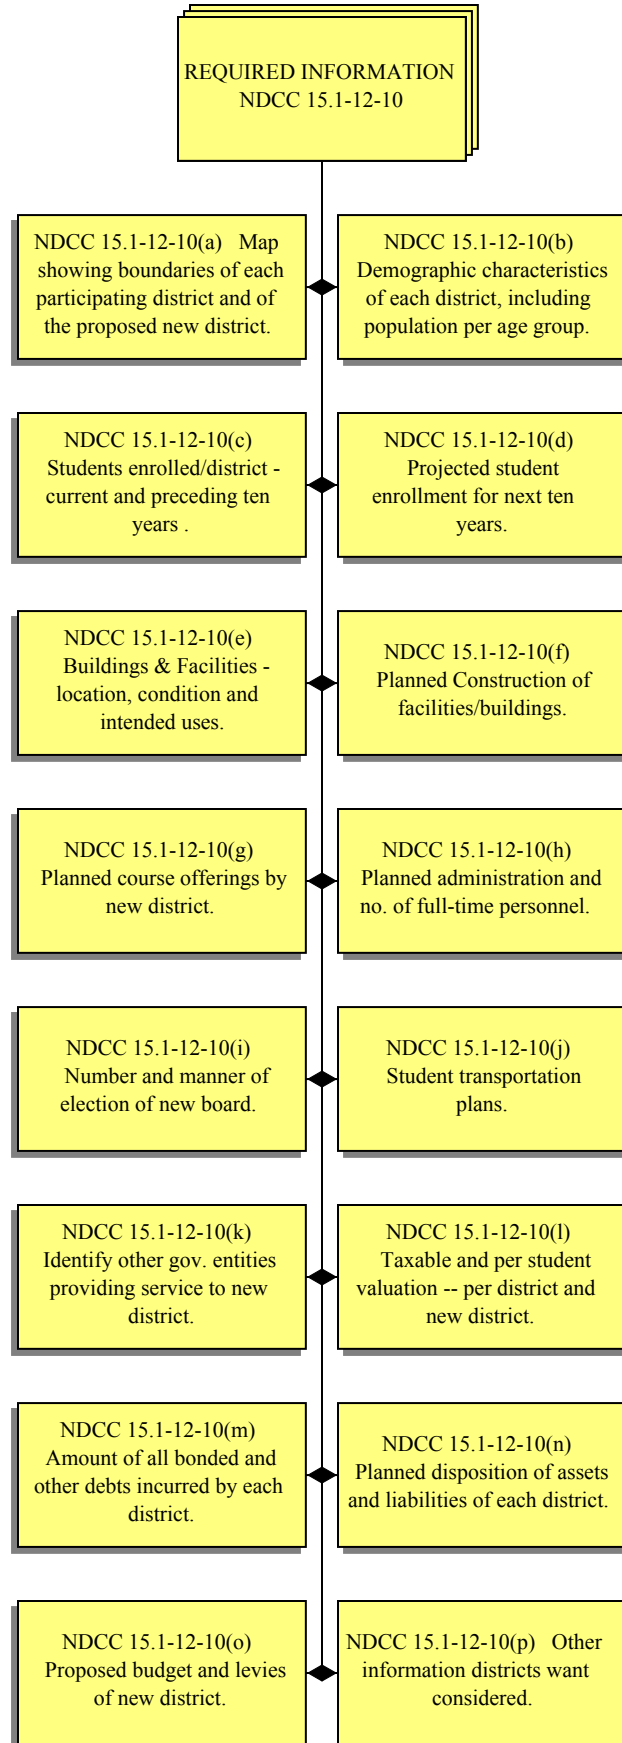 REQUIRED INFORMATION
NDCC 15.1-12-10
NDCC 15.1-12-10(a) Map
showing boundaries of each
participating district and of
the proposed new district.
NDCC 15.1-12-10(b)
Demographic characteristics
of each district, including
population per age group.
NDCC 15.1-12-10(c)
Students enrolled/district -
current and preceding ten
years .
NDCC 15.1-12-10(d)
Projected student
enrollment for next ten
years.
NDCC 15.1-12-10(e)
Buildings & Facilities -
location, condition and
intended uses.
NDCC 15.1-12-10(f)
Planned Construction of
facilities/buildings.
NDCC 15.1-12-10(g)
Planned course offerings by
new district.
NDCC 15.1-12-10(h)
Planned administration and
no. of full-time personnel.
NDCC 15.1-12-10(i)
Number and manner of
election of new board.
NDCC 15.1-12-10(j)
Student transportation
plans.
NDCC 15.1-12-10(k)
Identify other gov. entities
providing service to new
district.
NDCC 15.1-12-10(l)
Taxable and per student
valuation -- per district and
new district.
NDCC 15.1-12-10(m)
Amount of all bonded and
other debts incurred by each
district.
NDCC 15.1-12-10(n)
Planned disposition of assets
and liabilities of each district.
NDCC 15.1-12-10(o)
Proposed budget and levies
of new district.
NDCC 15.1-12-10(p) Other
information districts want
considered.